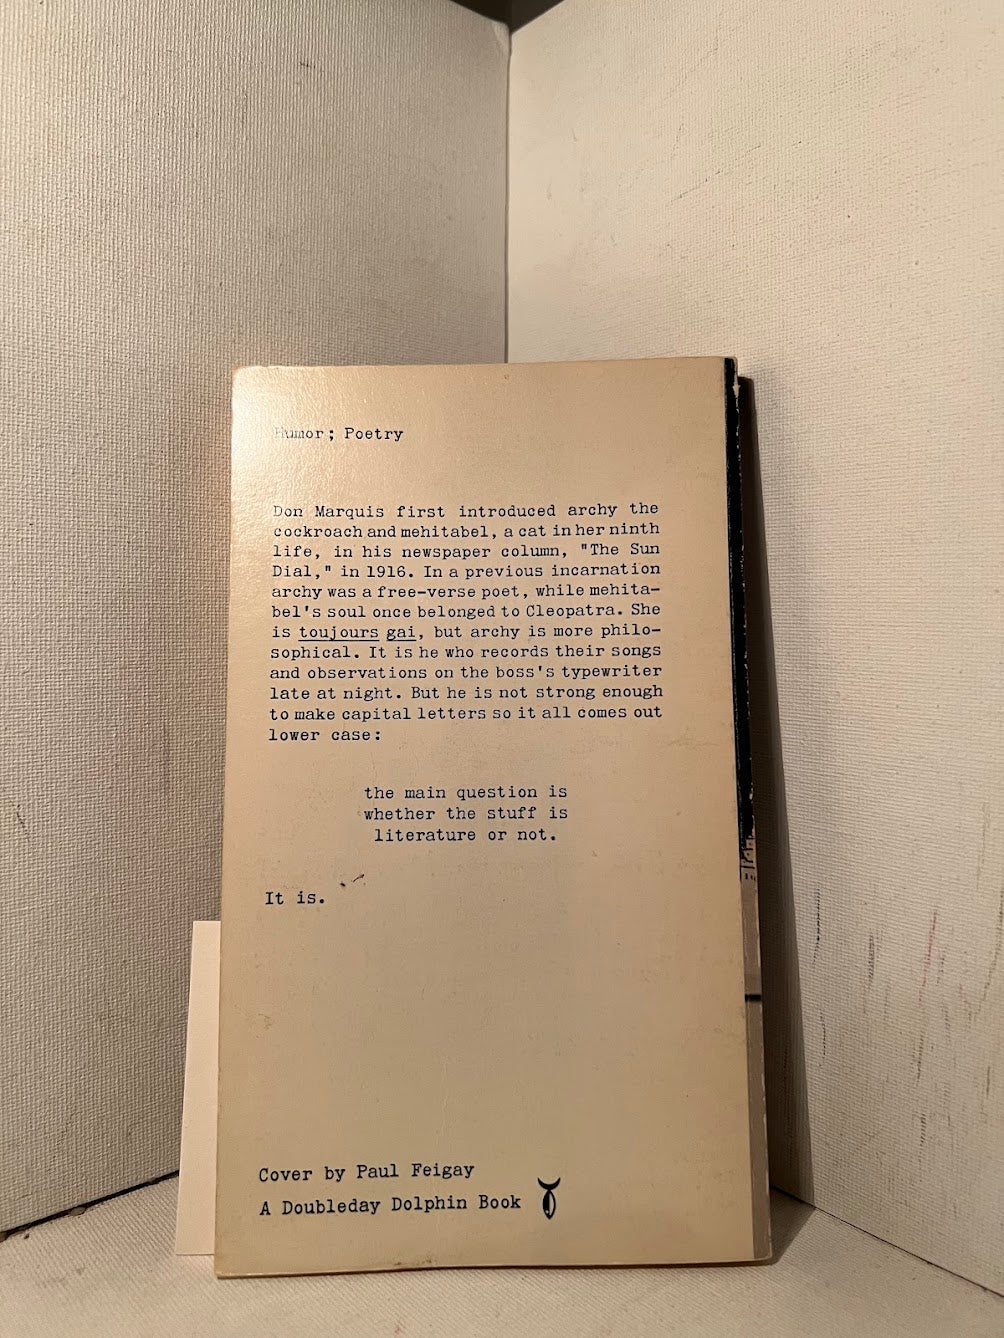 Humor; Poetry
Don Marquis first introduced archy the
cockroach and mehitabel, a cat in her ninth
life, in his newspaper column, "The Sun
Dial," in 1916. In a previous incarnation
archy was a free-verse poet, while mehita-
bel's soul once belonged to Cleopatra. She
is toujours gai, but archy is more philo-
sophical. It is he who records their songs
and observations on the boss's typewriter
late at night. But he is not strong enough
to make capital letters so it all comes out
lower case:
the main question is
whether the stuff is
literature or not.
It is.
Cover by Paul Feigay
A Doubleday Dolphin Book